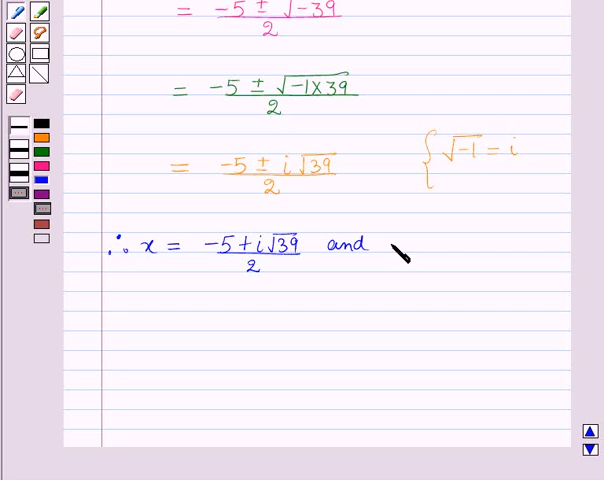 = (-5 ± √-39)/2
= (-5 ± √-1×39)/2
= (-5 ± i√39)/2 { √-1 = i
∴ x = (-5 + i√39)/2 and